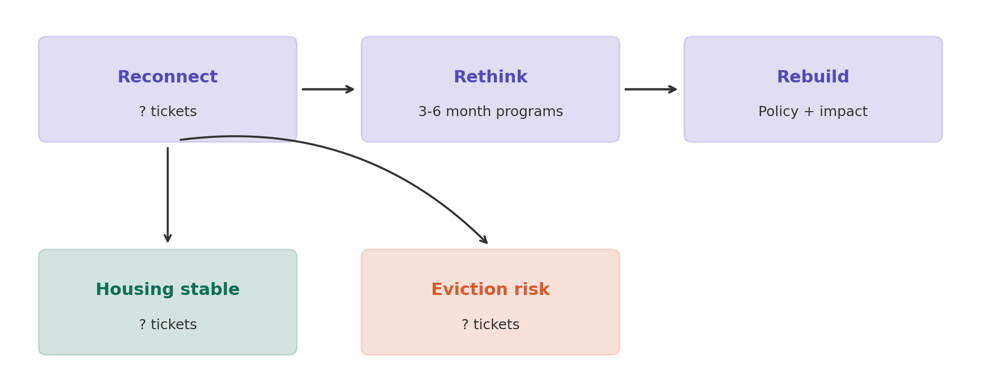 Reconnect
? tickets
Rethink
3-6 month programs
Rebuild
Policy + impact
Housing stable
? tickets
Eviction risk
? tickets